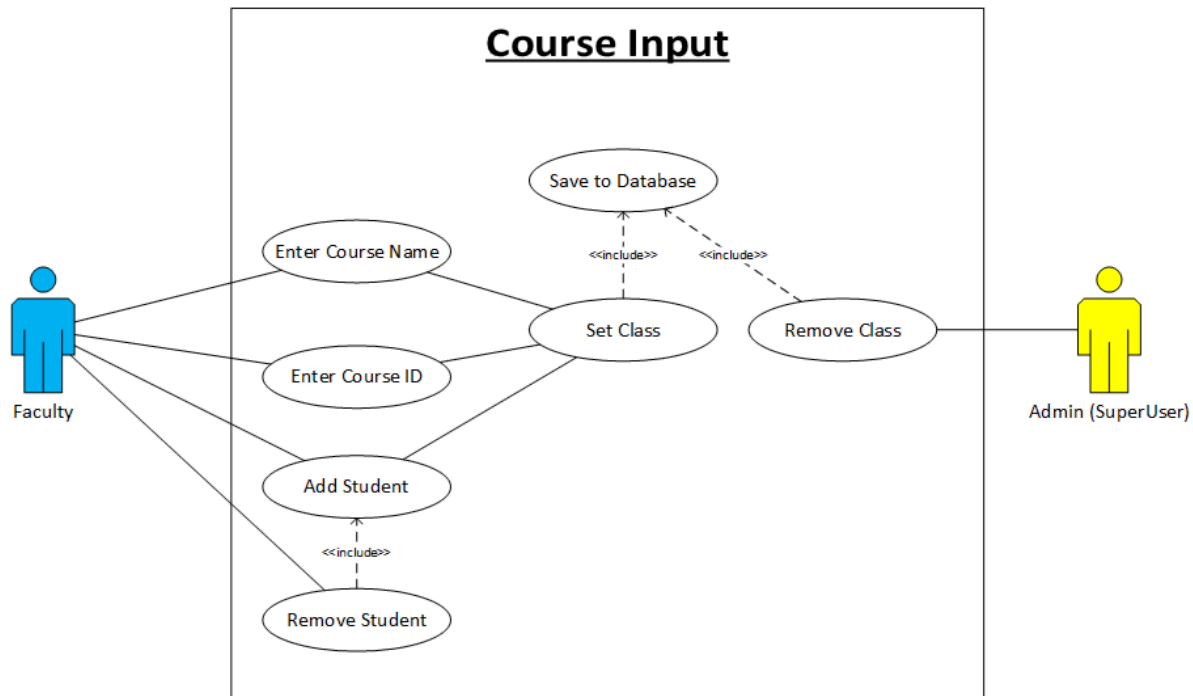 Course Input
Save to Database
Enter Course Name
<<include>>
<<include>>
Set Class
Remove Class
Enter Course ID
Faculty
Admin (SuperUser)
Add Student
<<include>>
Remove Student